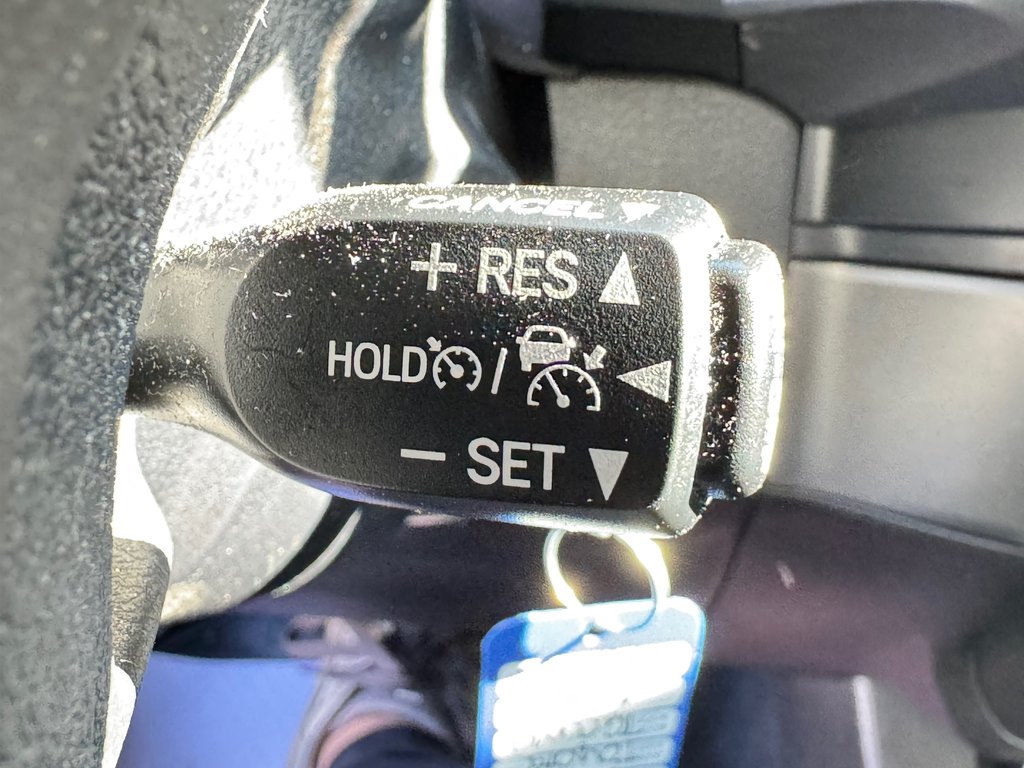 CANCEL
+ RES
HOLD /
− SET